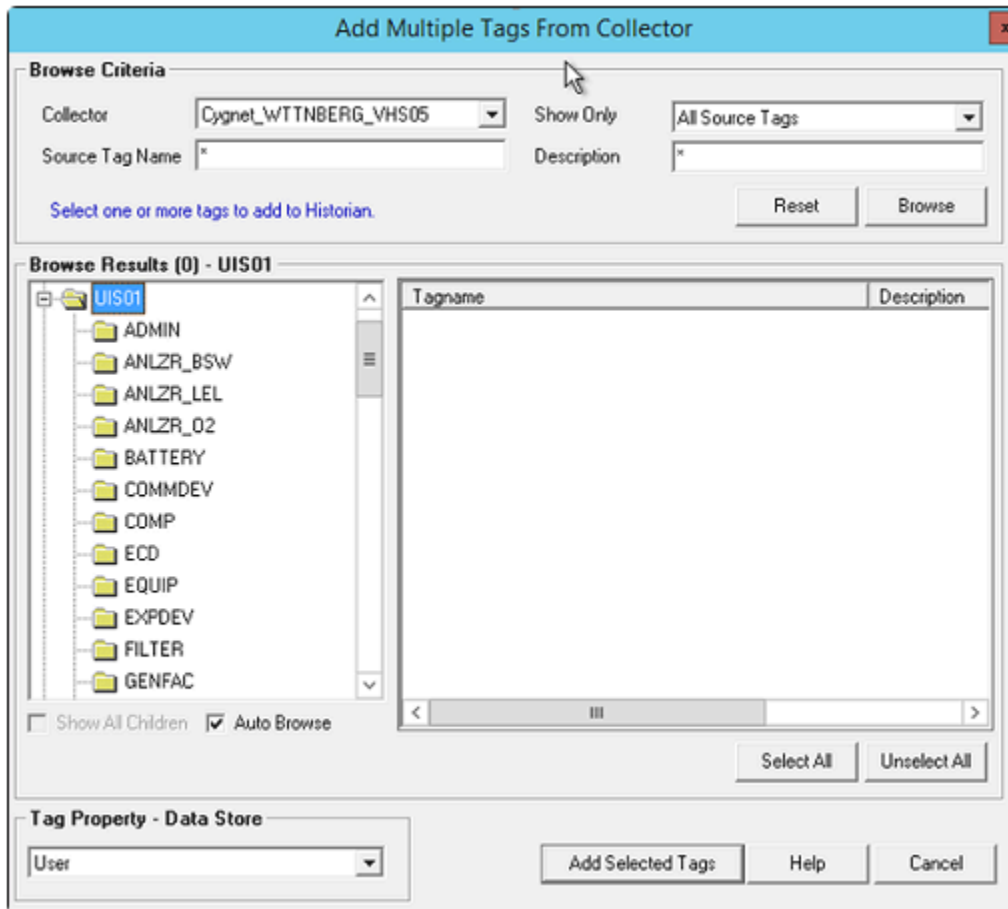 Add Multiple Tags From Collector
x
Browse Criteria
Collector Cygnet_WTTNBERG_VHS05 Show Only All Source Tags
Source Tag Name * Description *
Select one or more tags to add to Historian. Reset Browse
Browse Results (0) - UIS01
UIS01 Tagname Description
ADMIN
ANLZR_BSW
ANLZR_LEL
ANLZR_O2
BATTERY
COMMDEV
COMP
ECD
EQUIP
EXPDEV
FILTER
GENFAC
Show All Children Auto Browse
Select All Unselect All
Tag Property - Data Store
User Add Selected Tags Help Cancel